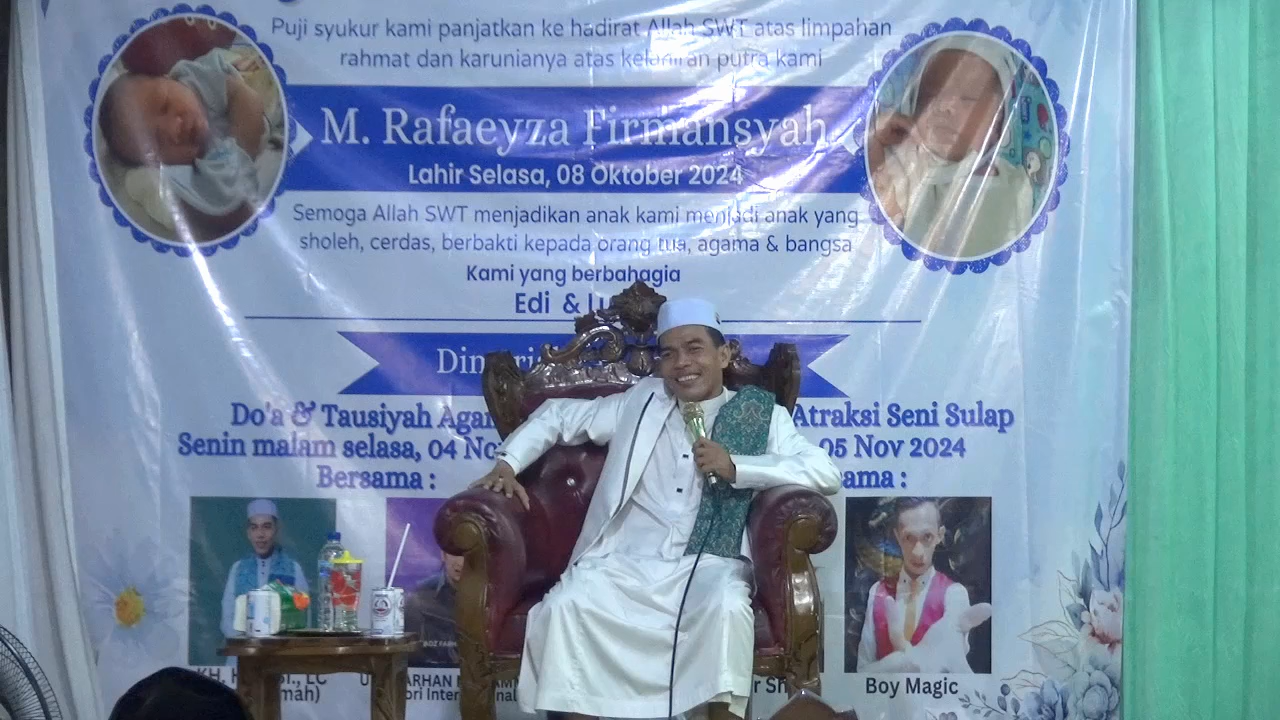 Puji syukur kami panjatkan ke hadirat Allah SWT atas limpahan
rahmat dan karunianya atas kelahiran putra kami
M. Rafaeyza Firmansyah
Lahir Selasa, 08 Oktober 2024
Semoga Allah SWT menjadikan anak kami menjadi anak yang
sholeh, cerdas, berbakti kepada orang tua, agama & bangsa
Kami yang berbahagia
Edi &
Do'a & Tausiyah
Atraksi Seni Sulap
Senin malam selasa, 04
05 Nov 2024
Bersama :
KH,
LC
Boy Magic